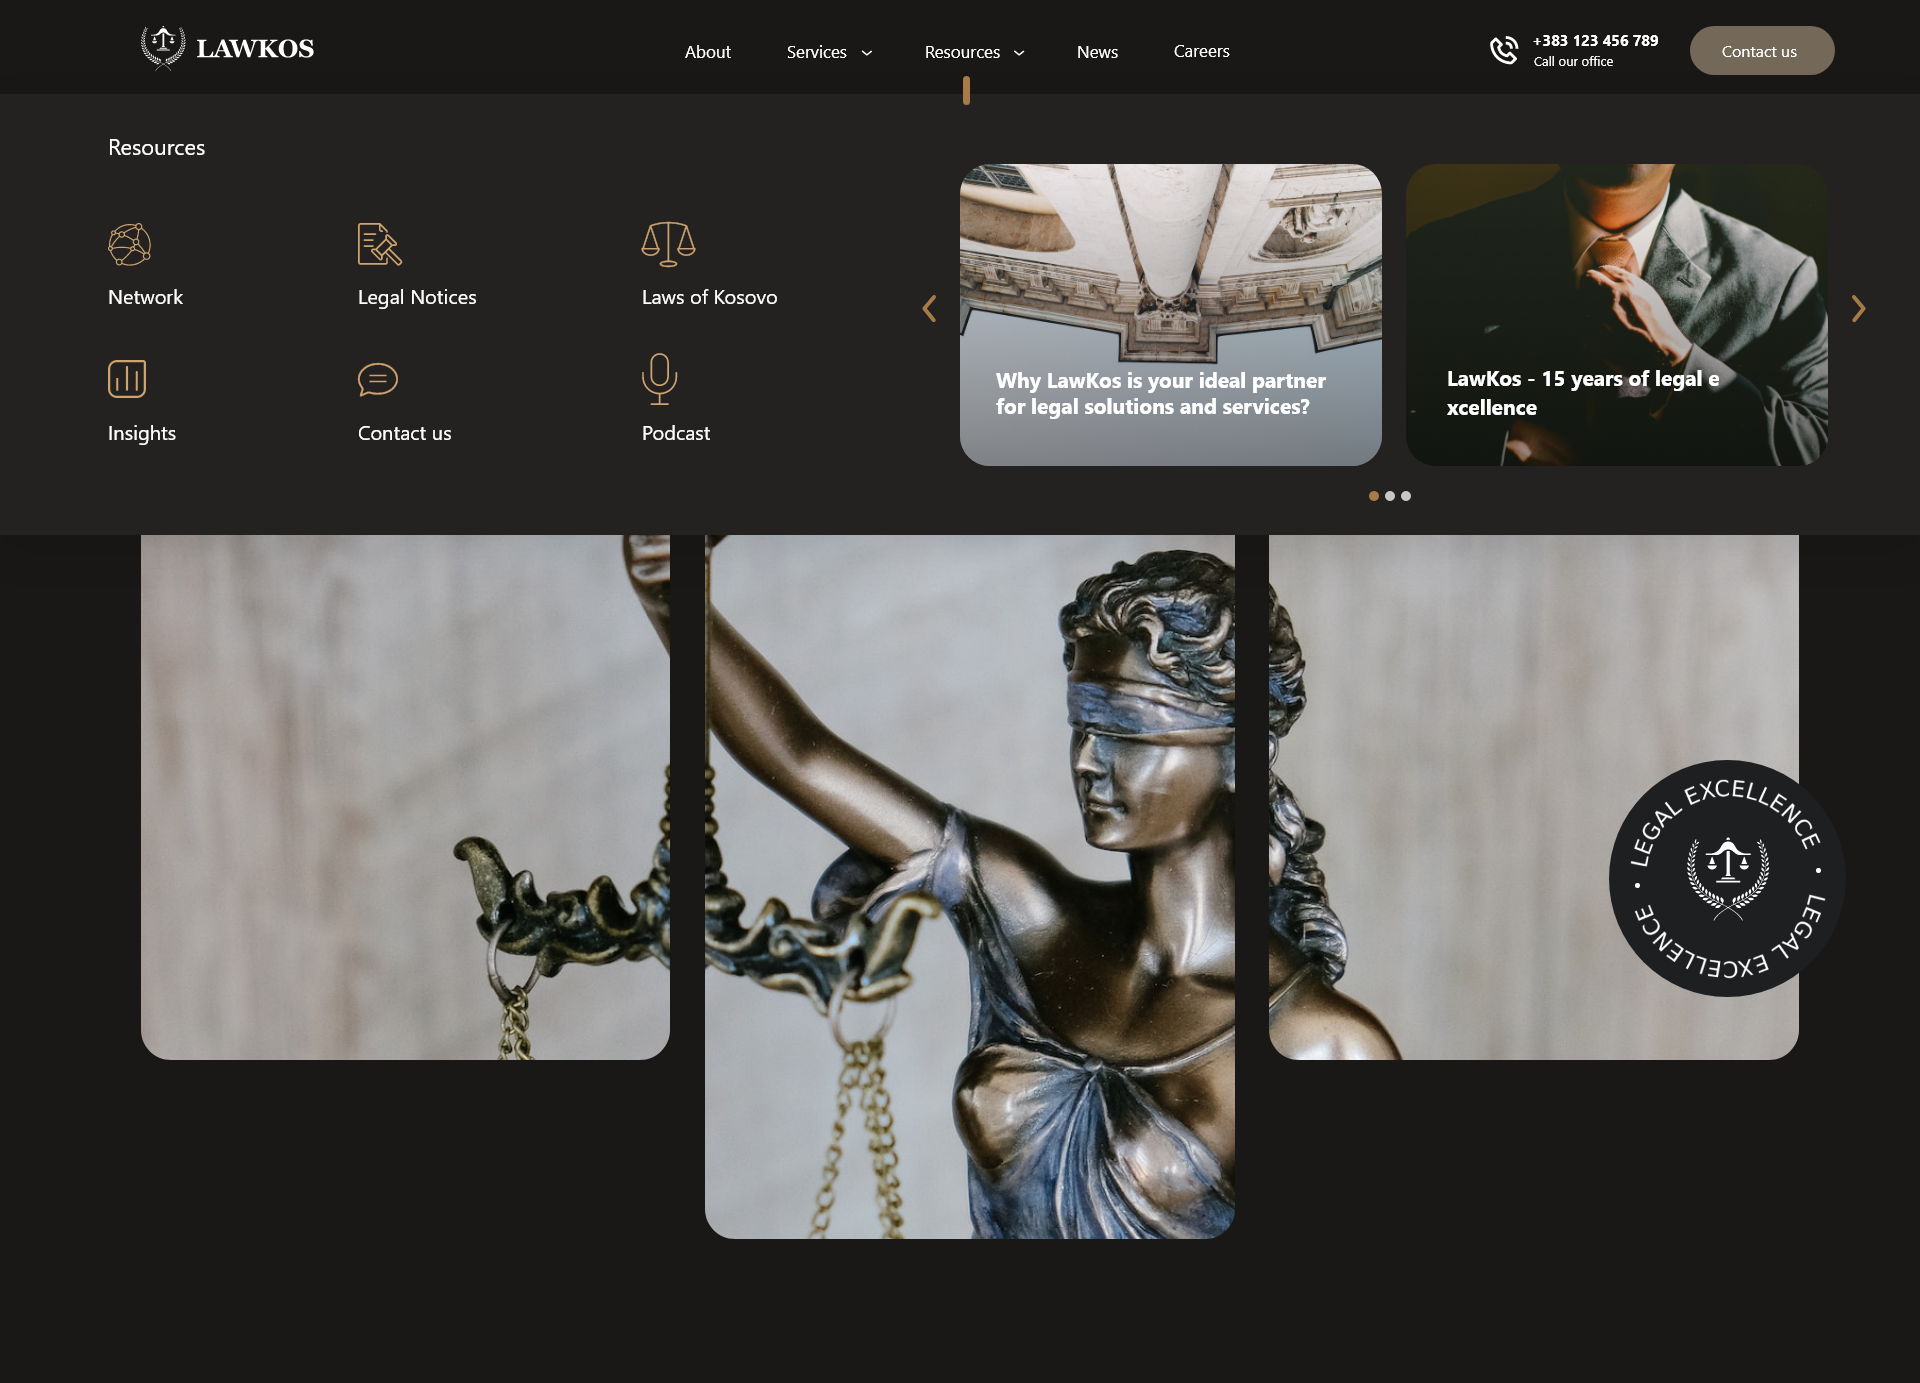 LAWKOS
About
Services
Resources
News
Careers
+383 123 456 789
Call our office
Contact us
Resources
Network
Legal Notices
Laws of Kosovo
Insights
Contact us
Podcast
Why LawKos is your ideal partner
for legal solutions and services?
LawKos - 15 years of legal e
xcellence
LEGAL EXCELLENCE • LEGAL EXCELLENCE •